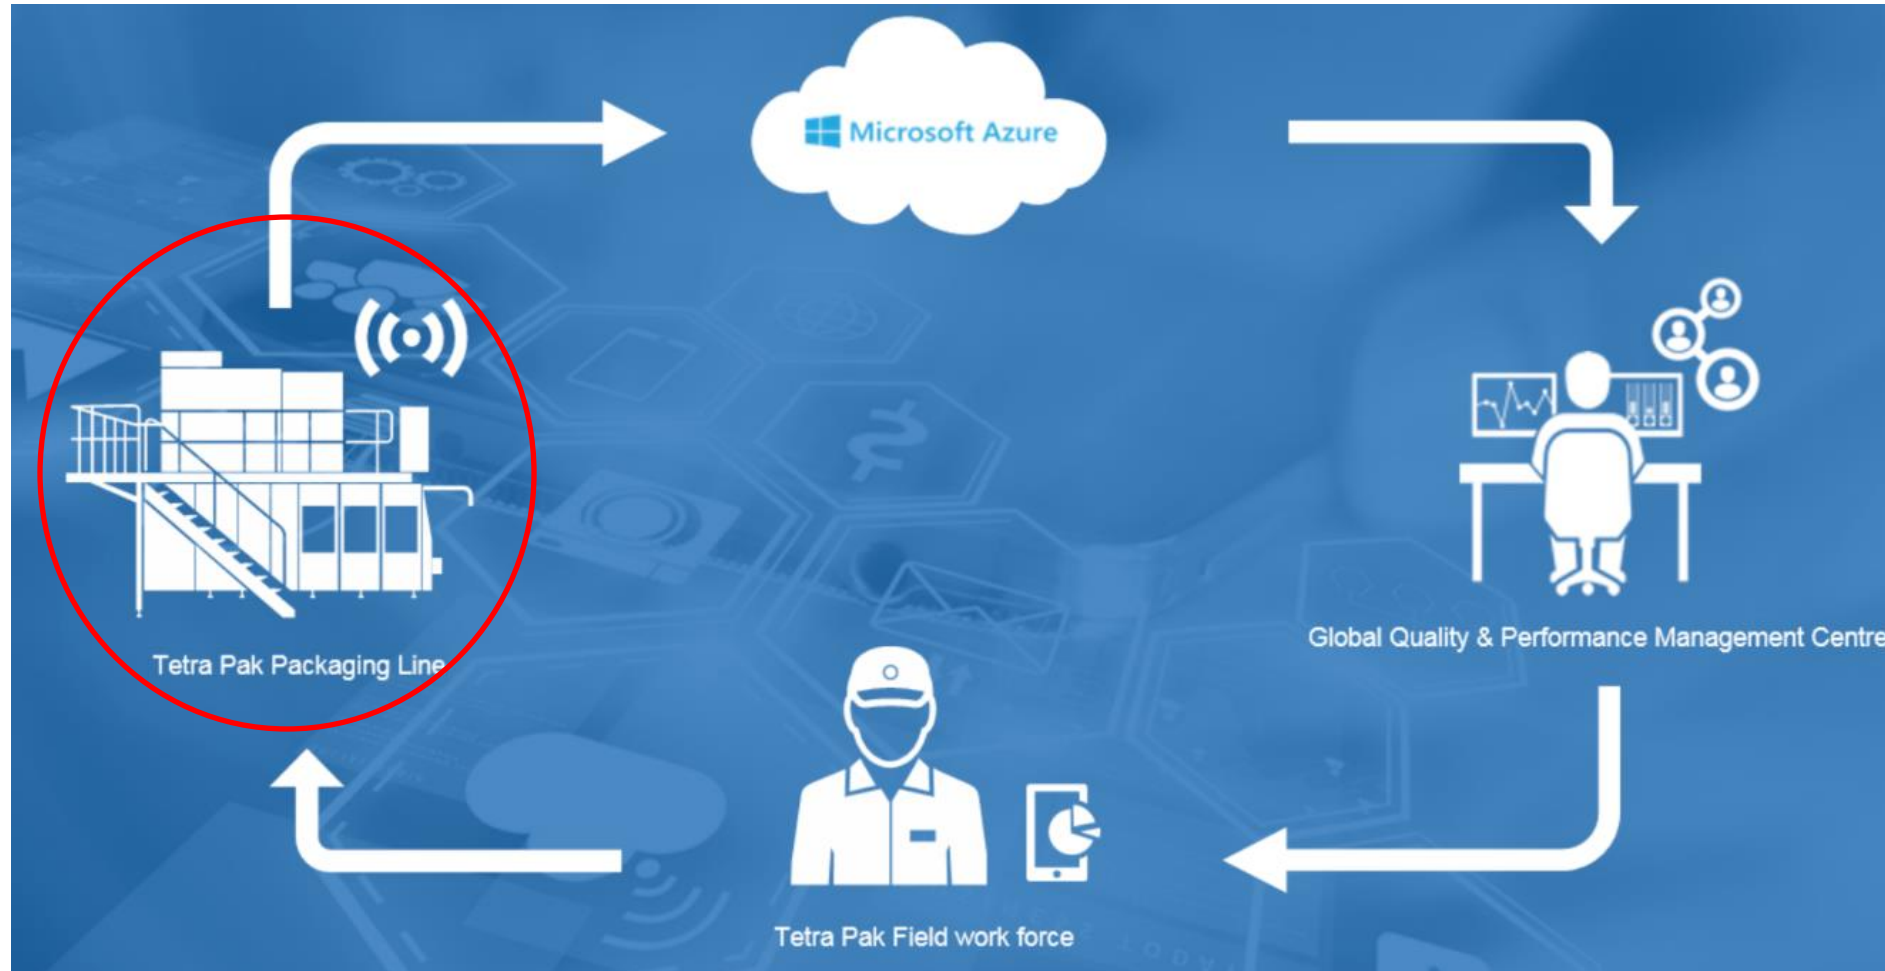 Microsoft Azure
Tetra Pak Packaging Line
Global Quality & Performance Management Centre
Tetra Pak Field work force